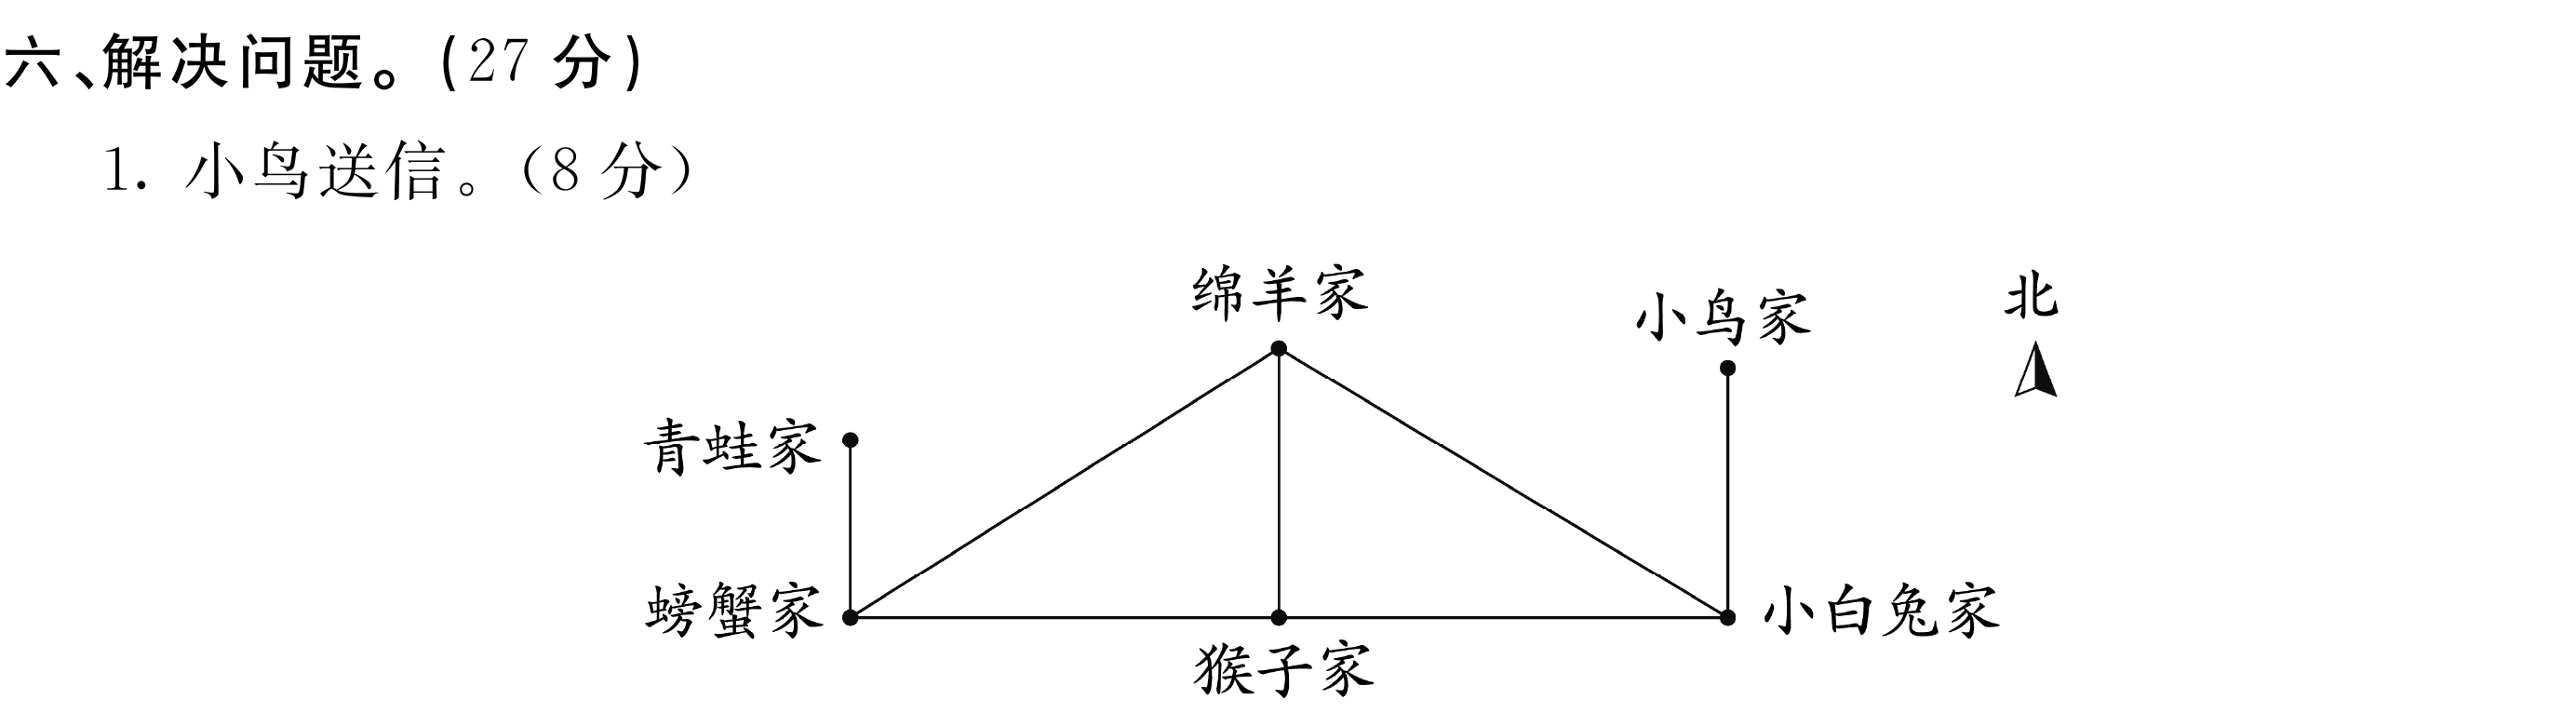 六、解决问题。(27 分)
1. 小鸟送信。(8 分)
绵羊家
小鸟家
北
青蛙家
螃蟹家
小白兔家
猴子家